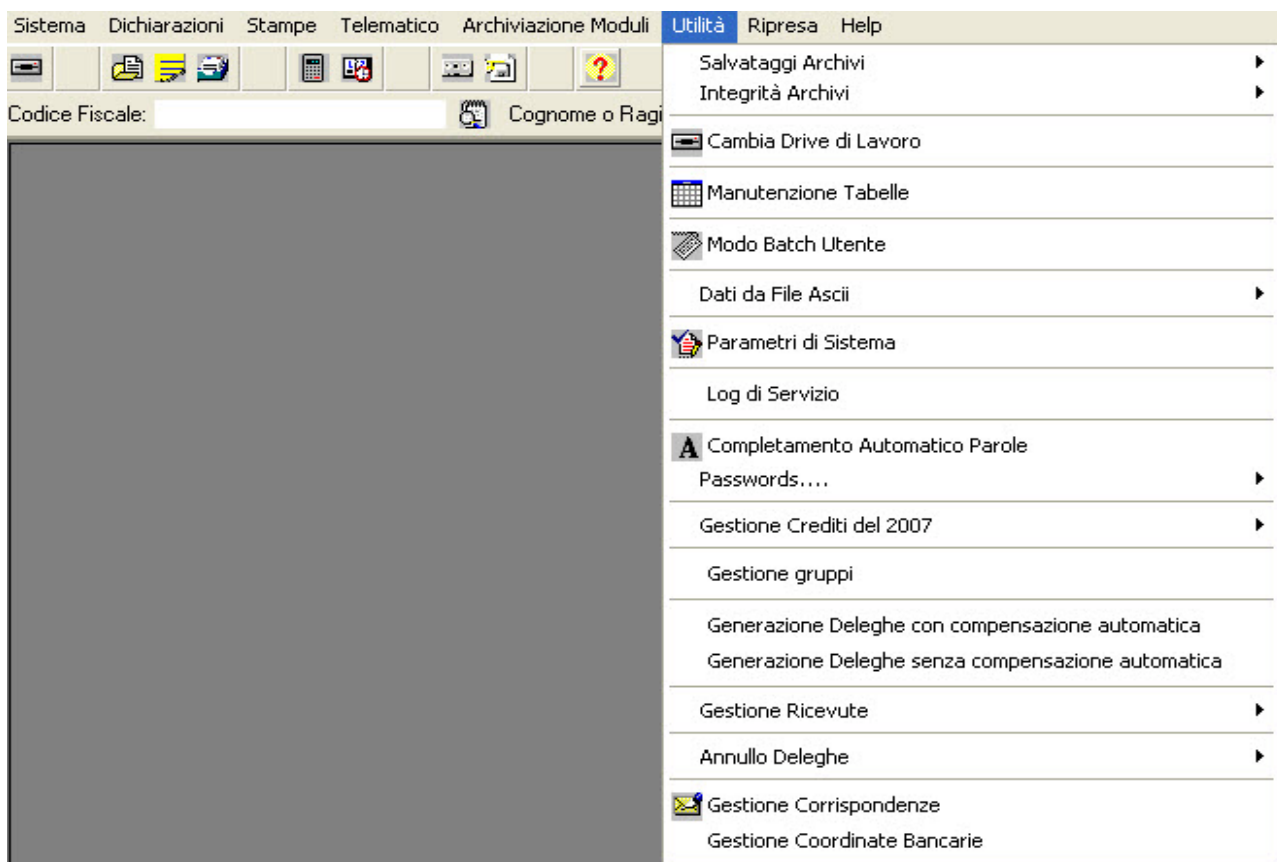 Sistema Dichiarazioni Stampe Telematico Archiviazione Moduli Utilità Ripresa Help
Codice Fiscale: Cognome o Ragi
Salvataggi Archivi
Integrità Archivi
Cambia Drive di Lavoro
Manutenzione Tabelle
Modo Batch Utente
Dati da File Ascii
Parametri di Sistema
Log di Servizio
Completamento Automatico Parole
Passwords....
Gestione Crediti del 2007
Gestione gruppi
Generazione Deleghe con compensazione automatica
Generazione Deleghe senza compensazione automatica
Gestione Ricevute
Annullo Deleghe
Gestione Corrispondenze
Gestione Coordinate Bancarie